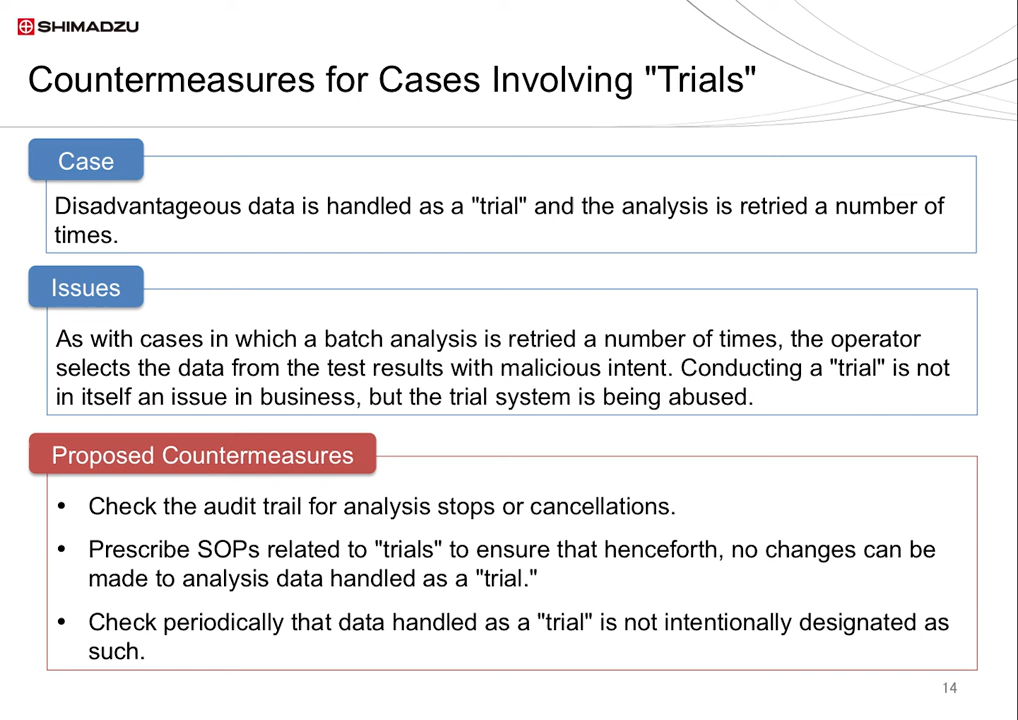 SHIMADZU
Countermeasures for Cases Involving "Trials"
Case
Disadvantageous data is handled as a "trial" and the analysis is retried a number of
times.
Issues
As with cases in which a batch analysis is retried a number of times, the operator
selects the data from the test results with malicious intent. Conducting a "trial" is not
in itself an issue in business, but the trial system is being abused.
Proposed Countermeasures
• Check the audit trail for analysis stops or cancellations.
• Prescribe SOPs related to "trials" to ensure that henceforth, no changes can be
made to analysis data handled as a "trial."
• Check periodically that data handled as a "trial" is not intentionally designated as
such.
14